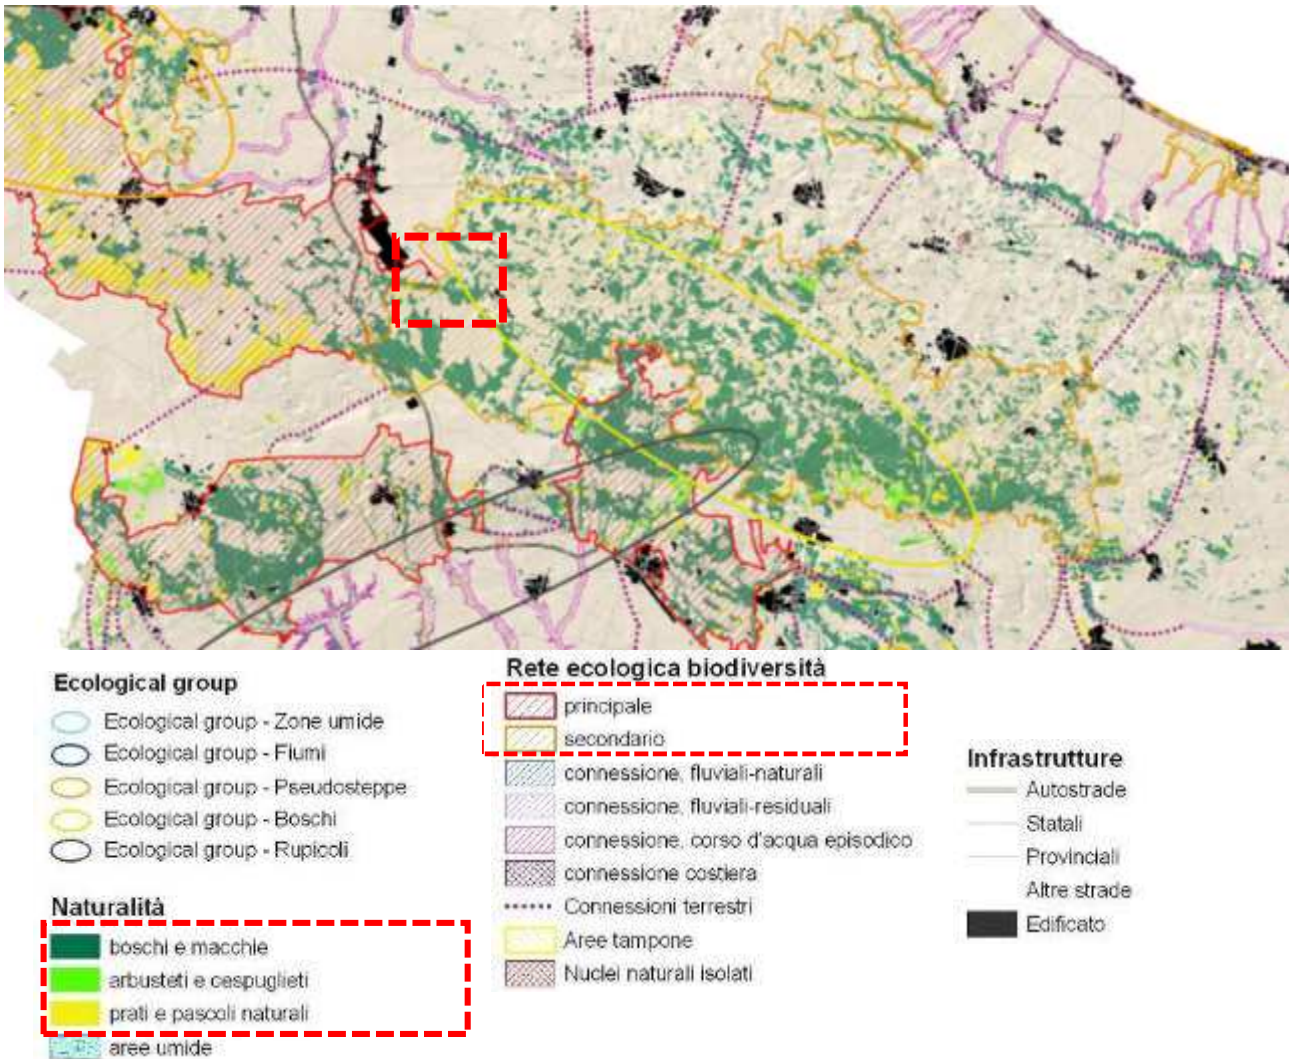 Ecological group
Ecological group - Zone umide
Ecological group - Fiumi
Ecological group - Pseudosteppe
Ecological group - Boschi
Ecological group - Rupicoli
Naturalità
boschi e macchie
arbusteti e cespuglieti
prati e pascoli naturali
aree umide
Rete ecologica biodiversità
principale
secondario
connessione, fluviali-naturali
connessione, fluviali-residuali
connessione, corso d'acqua episodico
connessione costiera
Connessioni terrestri
Aree tampone
Nuclei naturali isolati
Infrastrutture
Autostrade
Statali
Provinciali
Altre strade
Edificato